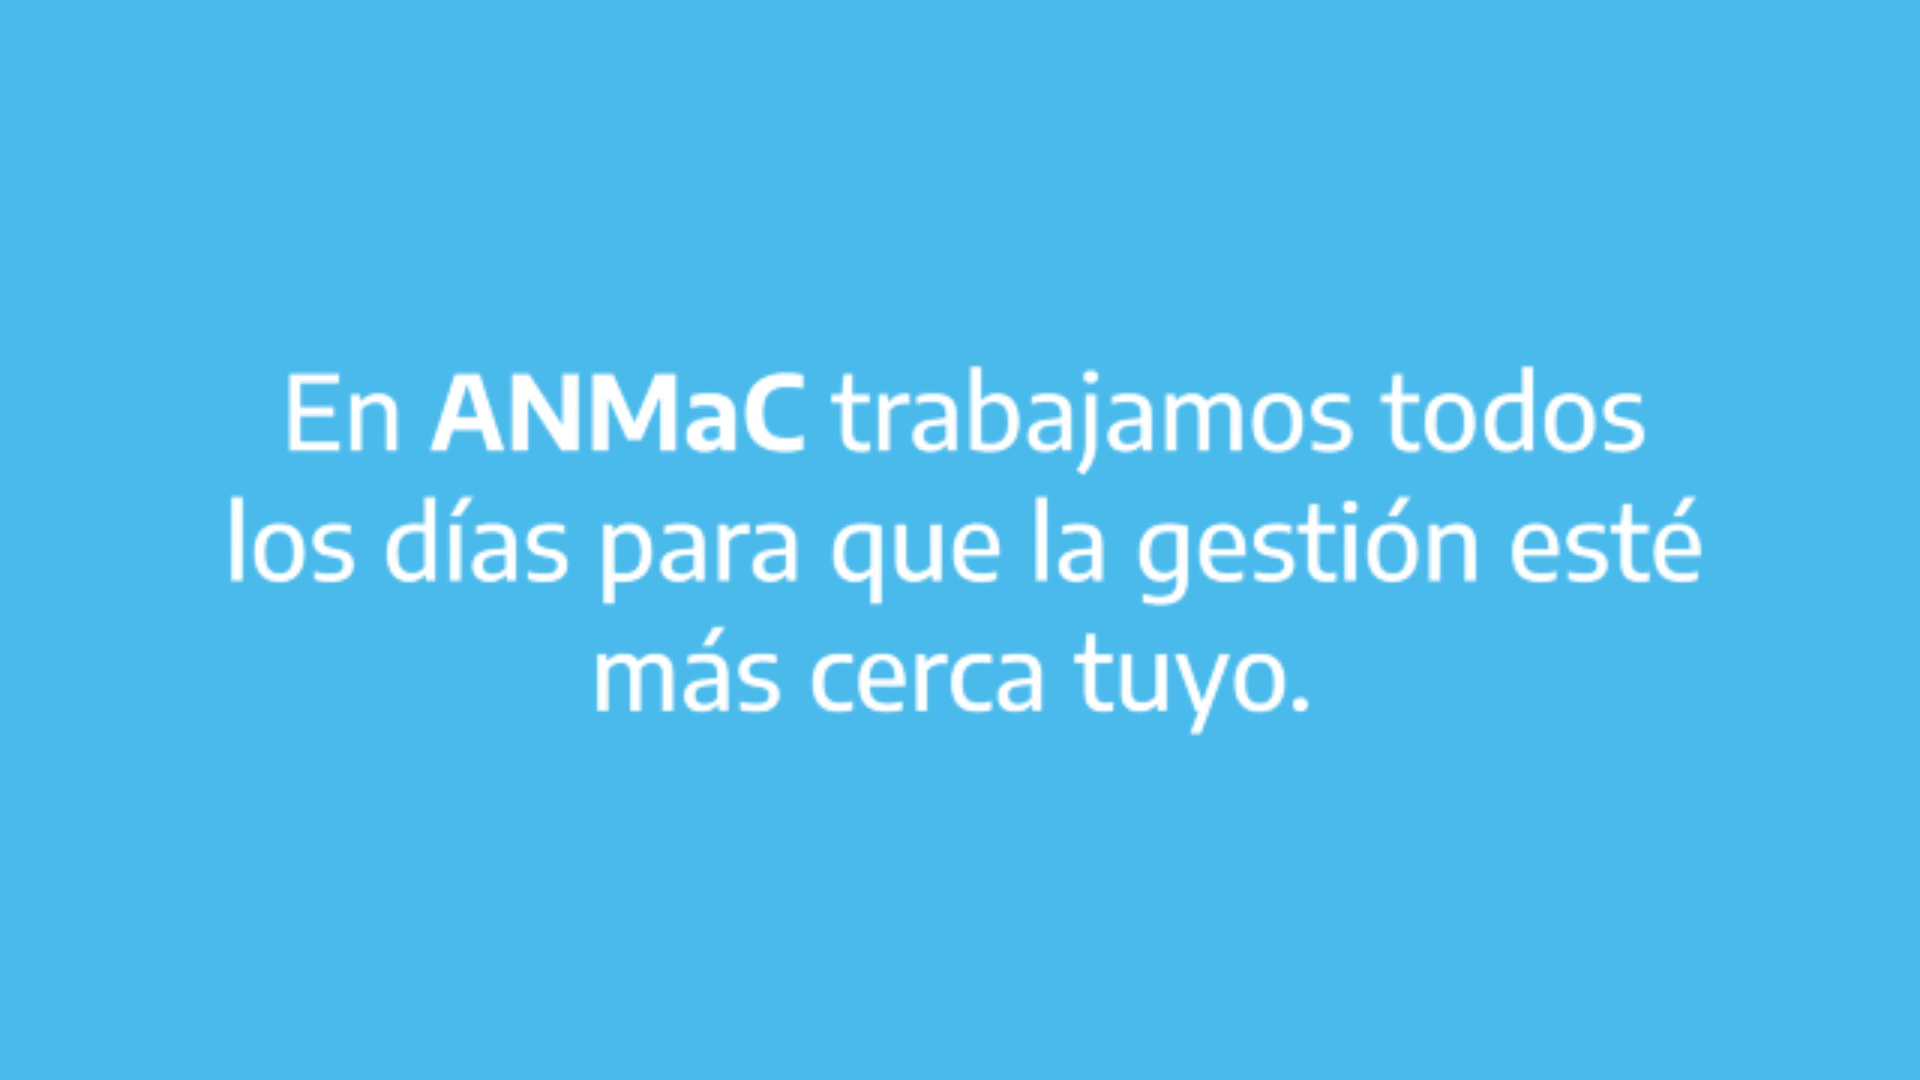 En ANMaC trabajamos todos
los días para que la gestión esté
más cerca tuyo.